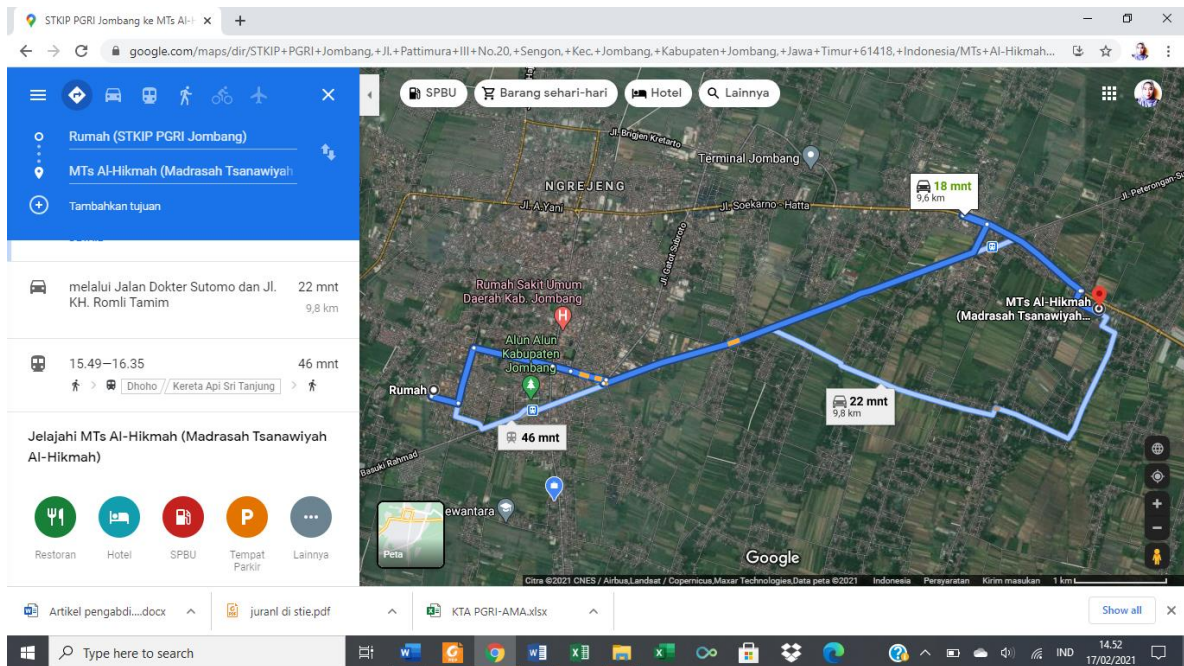 STKIP PGRI Jombang ke MTs Al-H
google.com/maps/dir/STKIP+PGRI+Jombang,+Jl.+Pattimura+III+No.20,+Sengon,+Kec.+Jombang,+Kabupaten+Jombang,+Jawa+Timur+61418,+Indonesia/MTs+Al-Hikmah...
Rumah (STKIP PGRI Jombang)
MTs Al-Hikmah (Madrasah Tsanawiyah
Tambahkan tujuan
melalui Jalan Dokter Sutomo dan Jl. 22 mnt
KH. Romli Tamim 9,8 km
15.49—16.35 46 mnt
Dhoho // Kereta Api Sri Tanjung
Jelajahi MTs Al-Hikmah (Madrasah Tsanawiyah
Al-Hikmah)
Restoran Hotel SPBU Tempat Parkir Lainnya
SPBU Barang sehari-hari Hotel Lainnya
Jl. Brigjen Kretarto
Terminal Jombang
NGREJENG
18 mnt
9,6 km
Jl. Peterongan-Su
Jl. A.Yani
Jl. Soekarno - Hatta
Jl. Gatot Subroto
Rumah Sakit Umum
Daerah Kab. Jombang
H
MTs Al-Hikmah
(Madrasah Tsanawiyah...
Alun Alun
Kabupaten
Jombang
Rumah
22 mnt
9,8 km
46 mnt
Basuki Rahmad
ewantara
Peta
Google
Citra ©2021 CNES / Airbus,Landsat / Copernicus,Maxar Technologies,Data peta ©2021 Indonesia Persyaratan Kirim masukan 1 km
Artikel pengabdi....docx juranl di stie.pdf KTA PGRI-AMA.xlsx Show all
Type here to search
IND
14.52
17/02/2021